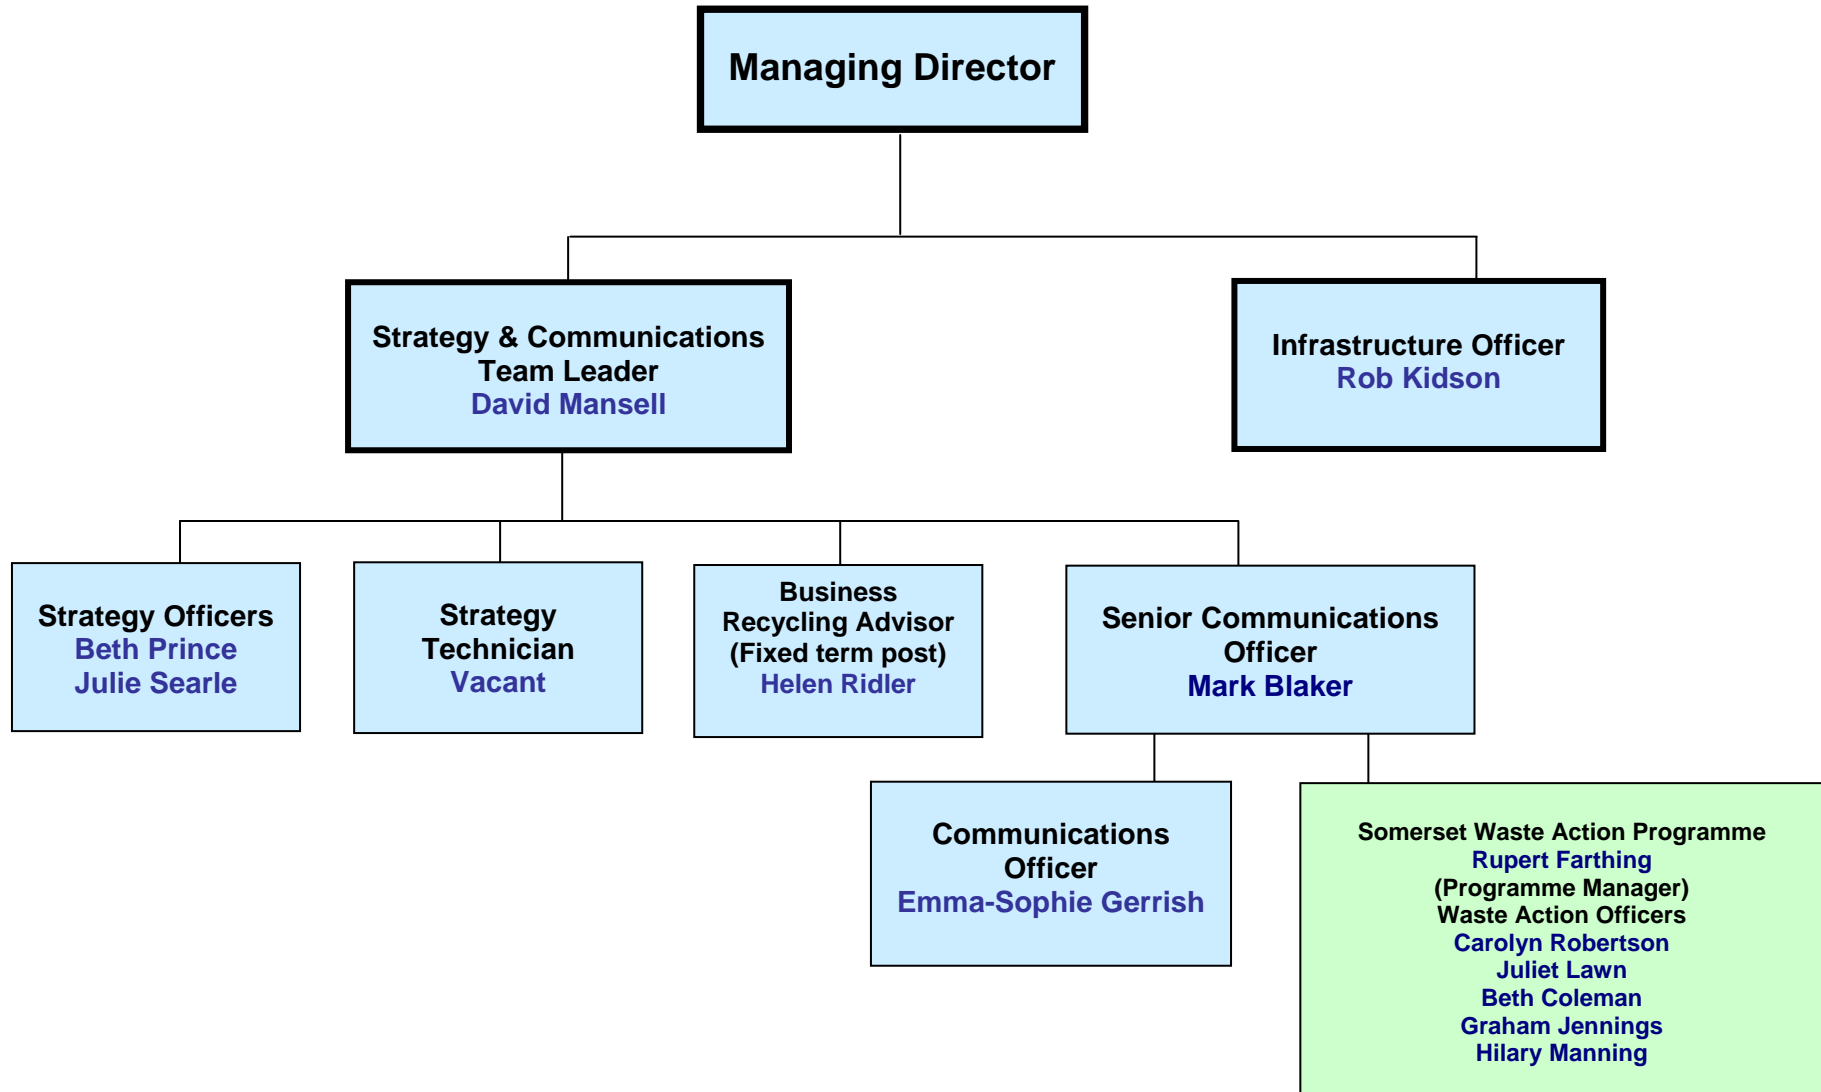 Managing Director
Strategy & Communications
Team Leader
David Mansell
Infrastructure Officer
Rob Kidson
Strategy Officers
Beth Prince
Julie Searle
Strategy
Technician
Vacant
Business
Recycling Advisor
(Fixed term post)
Helen Ridler
Senior Communications
Officer
Mark Blaker
Communications
Officer
Emma-Sophie Gerrish
Somerset Waste Action Programme
Rupert Farthing
(Programme Manager)
Waste Action Officers
Carolyn Robertson
Juliet Lawn
Beth Coleman
Graham Jennings
Hilary Manning